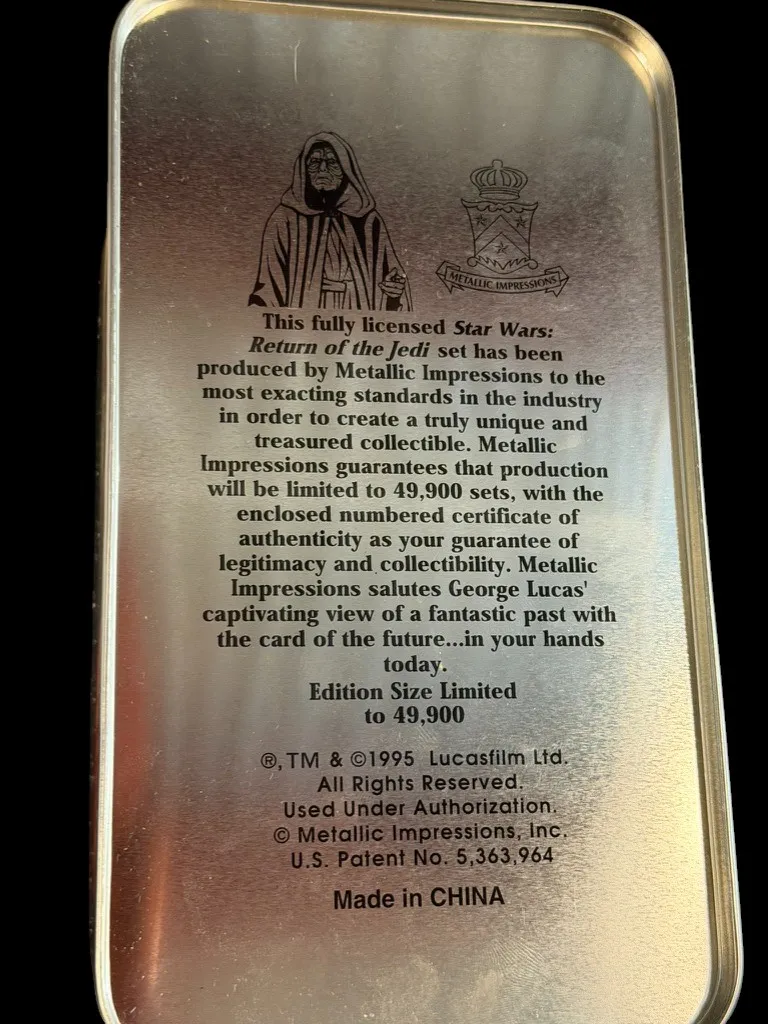 METALLIC IMPRESSIONS
This fully licensed Star Wars:
Return of the Jedi set has been
produced by Metallic Impressions to the
most exacting standards in the industry
in order to create a truly unique and
treasured collectible. Metallic
Impressions guarantees that production
will be limited to 49,900 sets, with the
enclosed numbered certificate of
authenticity as your guarantee of
legitimacy and collectibility. Metallic
Impressions salutes George Lucas'
captivating view of a fantastic past with
the card of the future...in your hands
today.
Edition Size Limited
to 49,900
®, TM & ©1995 Lucasfilm Ltd.
All Rights Reserved.
Used Under Authorization.
© Metallic Impressions, Inc.
U.S. Patent No. 5,363,964
Made in CHINA